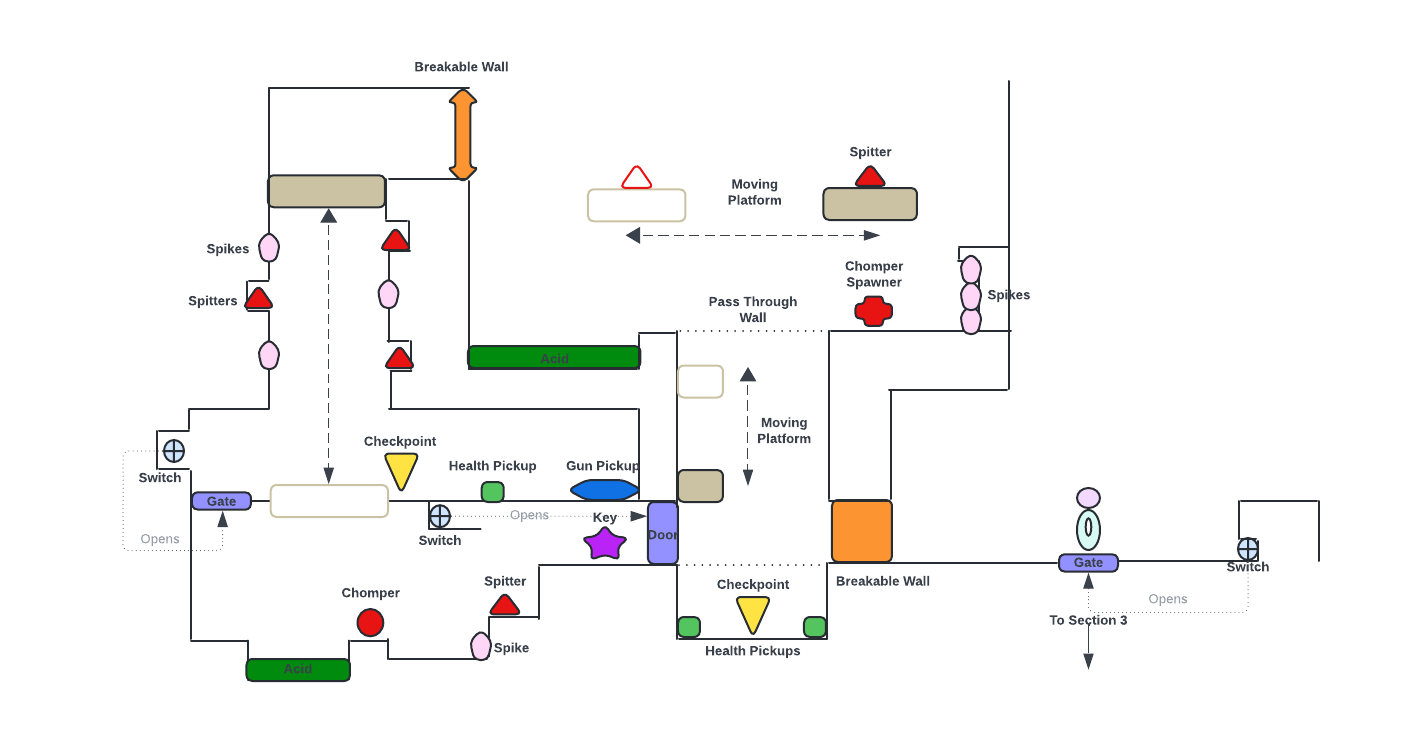 Breakable Wall
Spitter
Moving
Platform
Spikes
Chomper
Spawner
Spitters
Pass Through
Wall
Spikes
Acid
Moving
Platform
Checkpoint
Health Pickup
Gun Pickup
Switch
Gate
Opens
Key
Opens
Switch
Door
Gate
Switch
Spitter
Checkpoint
Breakable Wall
Chomper
Opens
To Section 3
Spike
Health Pickups
Acid